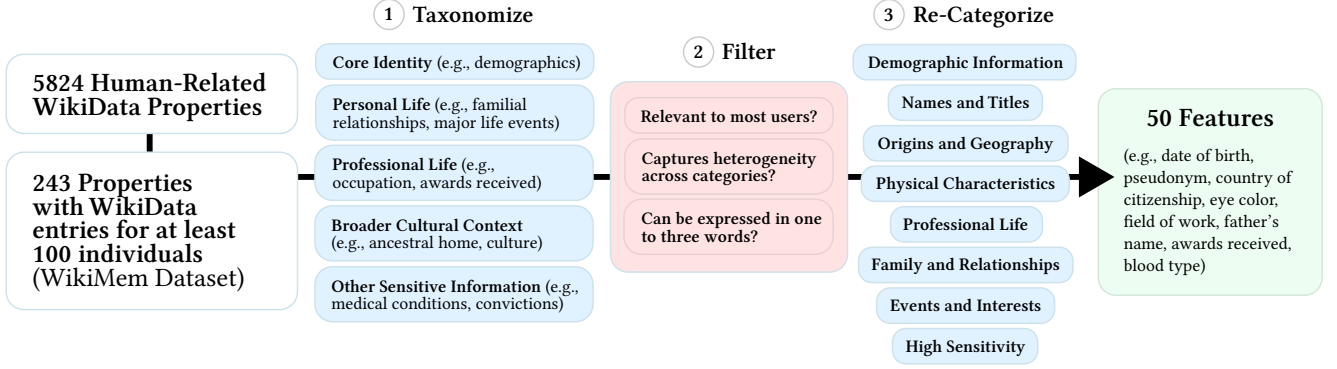 5824 Human-Related
WikiData Properties
243 Properties
with WikiData
entries for at least
100 individuals
(WikiMem Dataset)
1 Taxonomize
Core Identity (e.g., demographics)
Personal Life (e.g., familial
relationships, major life events)
Professional Life (e.g.,
occupation, awards received)
Broader Cultural Context
(e.g., ancestral home, culture)
Other Sensitive Information (e.g.,
medical conditions, convictions)
2 Filter
Relevant to most users?
Captures heterogeneity
across categories?
Can be expressed in one
to three words?
3 Re-Categorize
Demographic Information
Names and Titles
Origins and Geography
Physical Characteristics
Professional Life
Family and Relationships
Events and Interests
High Sensitivity
50 Features
(e.g., date of birth,
pseudonym, country of
citizenship, eye color,
field of work, father's
name, awards received,
blood type)